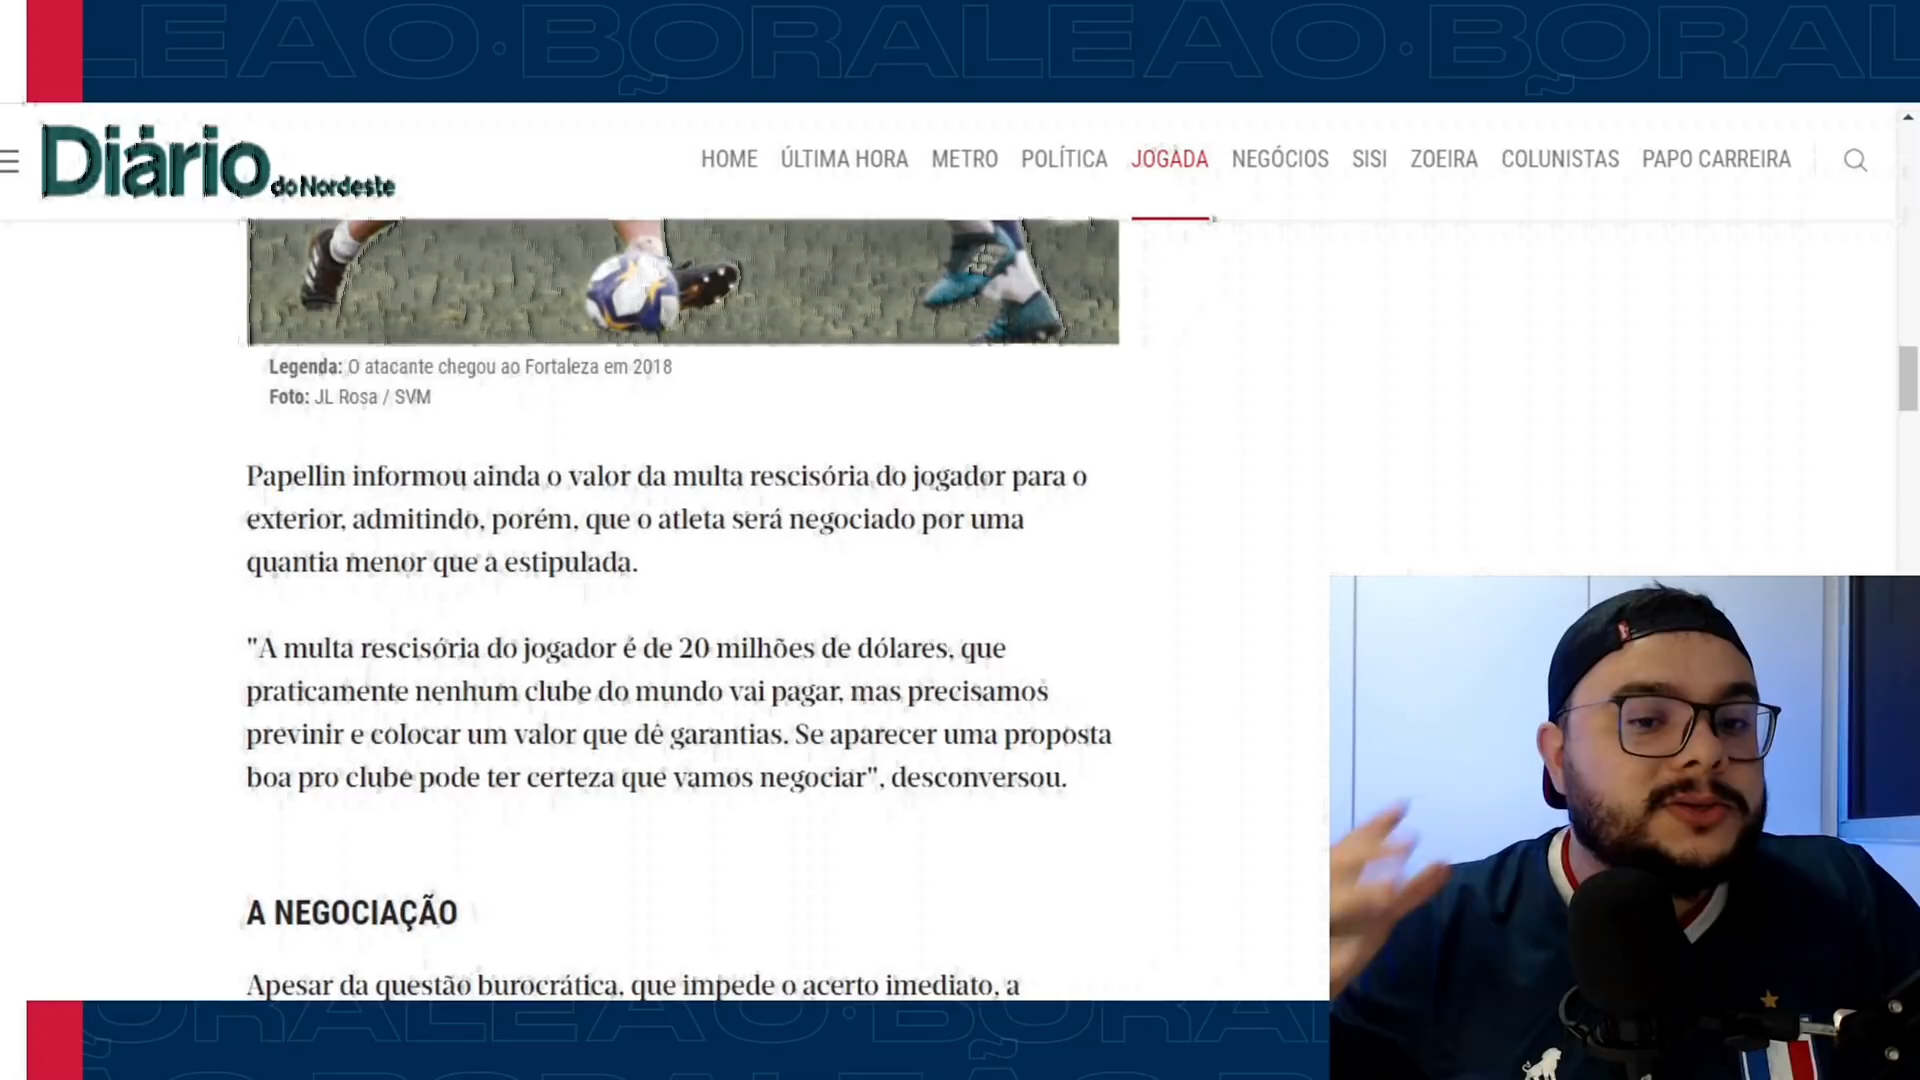 LEÃO · BORALEÃO · BORAL
Diário do Nordeste
HOME ÚLTIMA HORA METRO POLÍTICA JOGADA NEGÓCIOS SISI ZOEIRA COLUNISTAS PAPO CARREIRA
Legenda: O atacante chegou ao Fortaleza em 2018
Foto: JL Rosa / SVM
Papellin informou ainda o valor da multa rescisória do jogador para o
exterior, admitindo, porém, que o atleta será negociado por uma
quantia menor que a estipulada.
"A multa rescisória do jogador é de 20 milhões de dólares, que
praticamente nenhum clube do mundo vai pagar, mas precisamos
previnir e colocar um valor que dê garantias. Se aparecer uma proposta
boa pro clube pode ter certeza que vamos negociar", desconversou.
A NEGOCIAÇÃO
Apesar da questão burocrática, que impede o acerto imediato, a
ORALEÃO · BORA